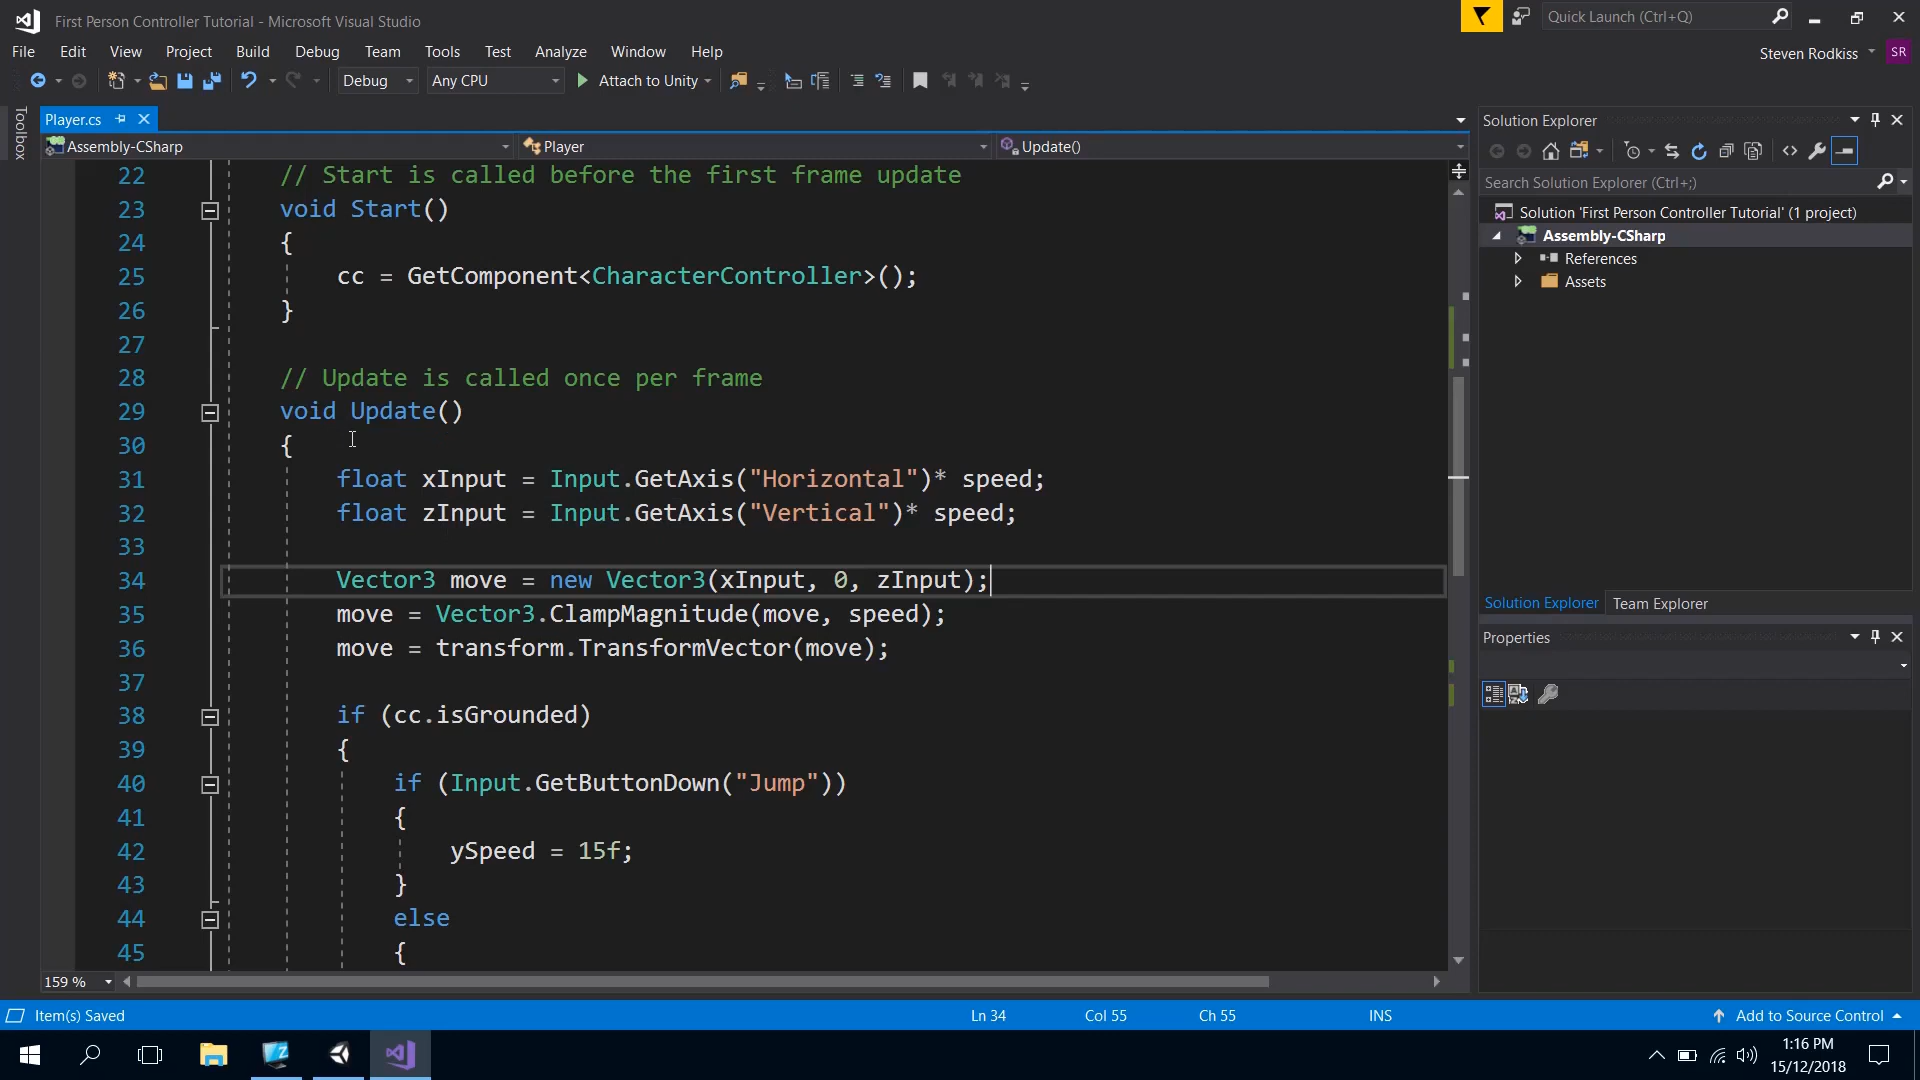 First Person Controller Tutorial - Microsoft Visual Studio
Quick Launch (Ctrl+Q)
File Edit View Project Build Debug Team Tools Test Analyze Window Help
Steven Rodkiss SR
Debug Any CPU Attach to Unity
Toolbox
Player.cs
Assembly-CSharp Player Update()
22 // Start is called before the first frame update
23 void Start()
24 {
25 cc = GetComponent<CharacterController>();
26 }
27
28 // Update is called once per frame
29 void Update()
30 {
31 float xInput = Input.GetAxis("Horizontal")* speed;
32 float zInput = Input.GetAxis("Vertical")* speed;
33
34 Vector3 move = new Vector3(xInput, 0, zInput);
35 move = Vector3.ClampMagnitude(move, speed);
36 move = transform.TransformVector(move);
37
38 if (cc.isGrounded)
39 {
40 if (Input.GetButtonDown("Jump"))
41 {
42 ySpeed = 15f;
43 }
44 else
45 {
159 %
Solution Explorer
Search Solution Explorer (Ctrl+;)
Solution 'First Person Controller Tutorial' (1 project)
Assembly-CSharp
References
Assets
Solution Explorer Team Explorer
Properties
Item(s) Saved Ln 34 Col 55 Ch 55 INS Add to Source Control
1:16 PM
15/12/2018